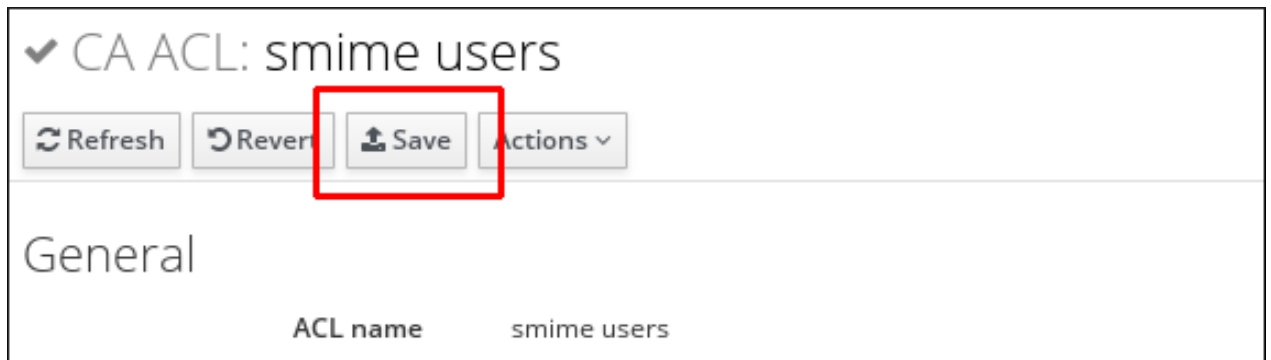 CA ACL: smime users
Refresh Revert Save Actions
General
ACL name smime users